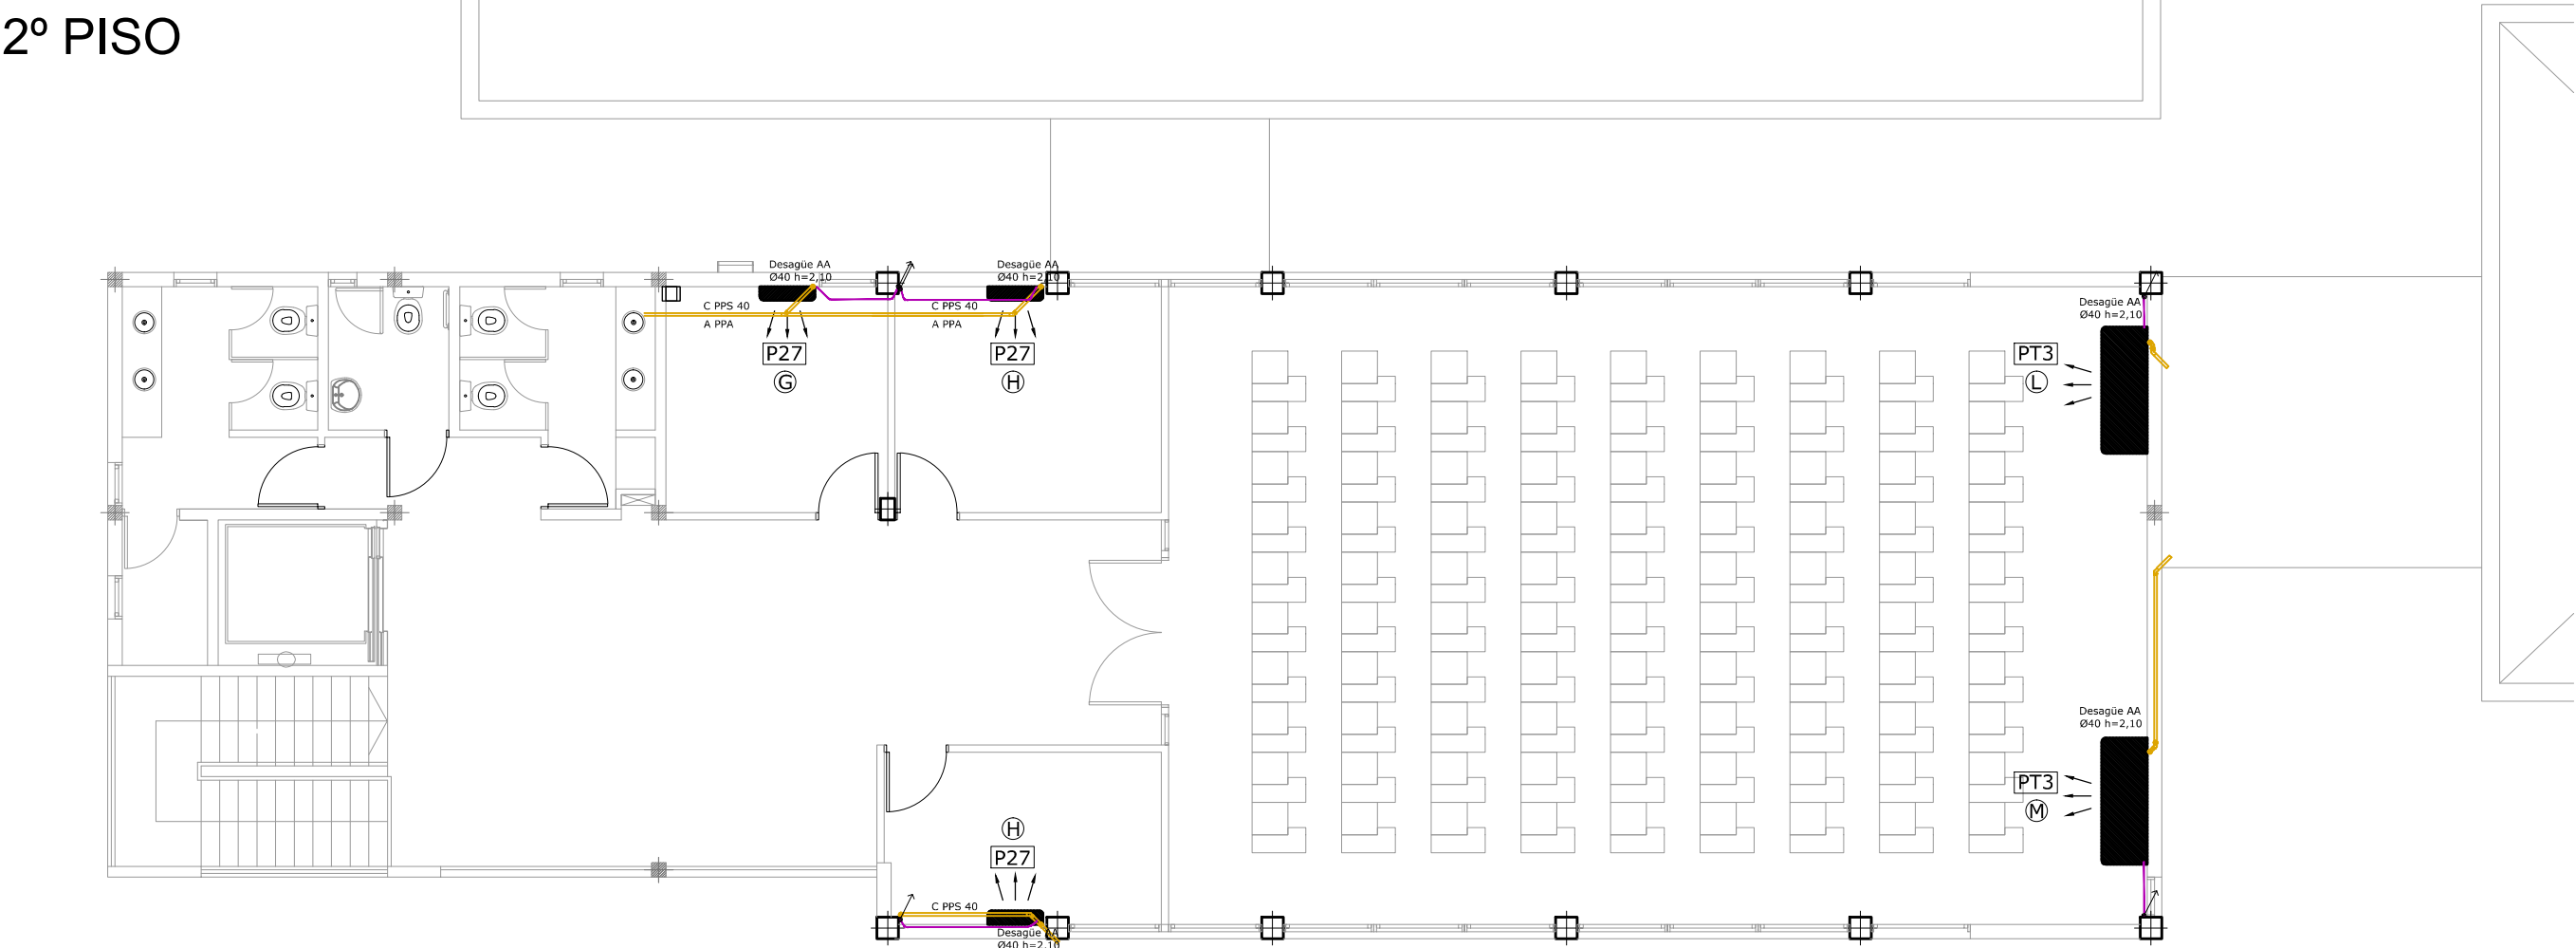 2º PISO
Desagüe AA
Ø40 h=2,10
Desagüe AA
Ø40 h=2,10
C PPS 40
A PPA
C PPS 40
A PPA
P27
G
P27
H
Desagüe AA
Ø40 h=2,10
PT3
L
Desagüe AA
Ø40 h=2,10
PT3
M
H
P27
C PPS 40
Desagüe AA
Ø40 h=2,10